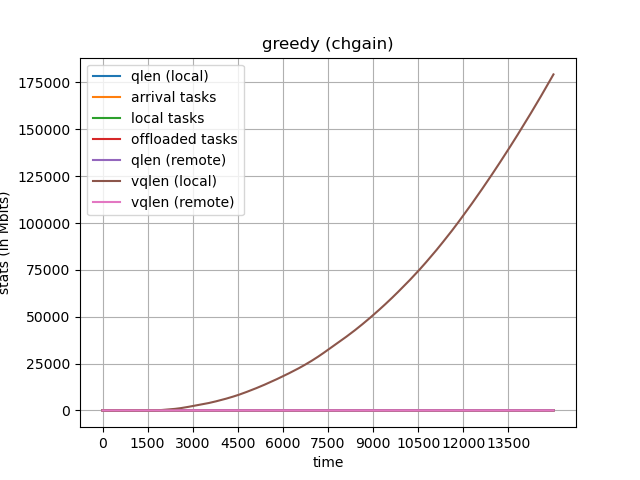 greedy (chgain)
qlen (local)
arrival tasks
local tasks
offloaded tasks
qlen (remote)
vqlen (local)
vqlen (remote)
stats (in Mbits)
175000
150000
125000
100000
75000
50000
25000
0
0 1500 3000 4500 6000 7500 9000 10500 12000 13500
time